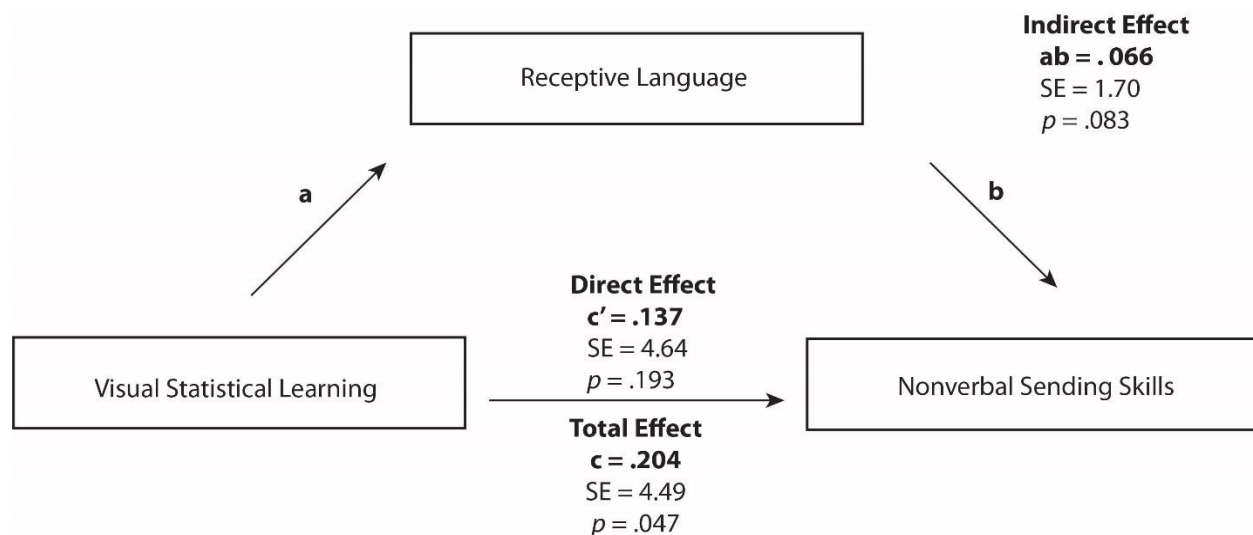 Indirect Effect
ab = . 066
SE = 1.70
p = .083
Receptive Language
a
b
Direct Effect
c’ = .137
SE = 4.64
p = .193
Visual Statistical Learning
Nonverbal Sending Skills
Total Effect
c = .204
SE = 4.49
p = .047